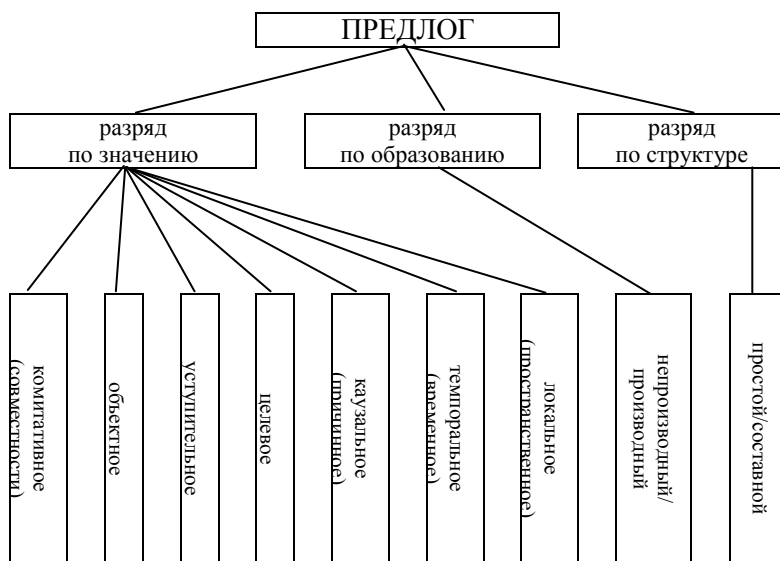 ПРЕДЛОГ
разряд
по значению
разряд
по образованию
разряд
по структуре
комитативное
(совместности)
объектное
уступительное
целевое
каузальное
(причинное)
темпоральное
(временное)
локальное
(пространственное)
непроизводный/
производный
простой/составной